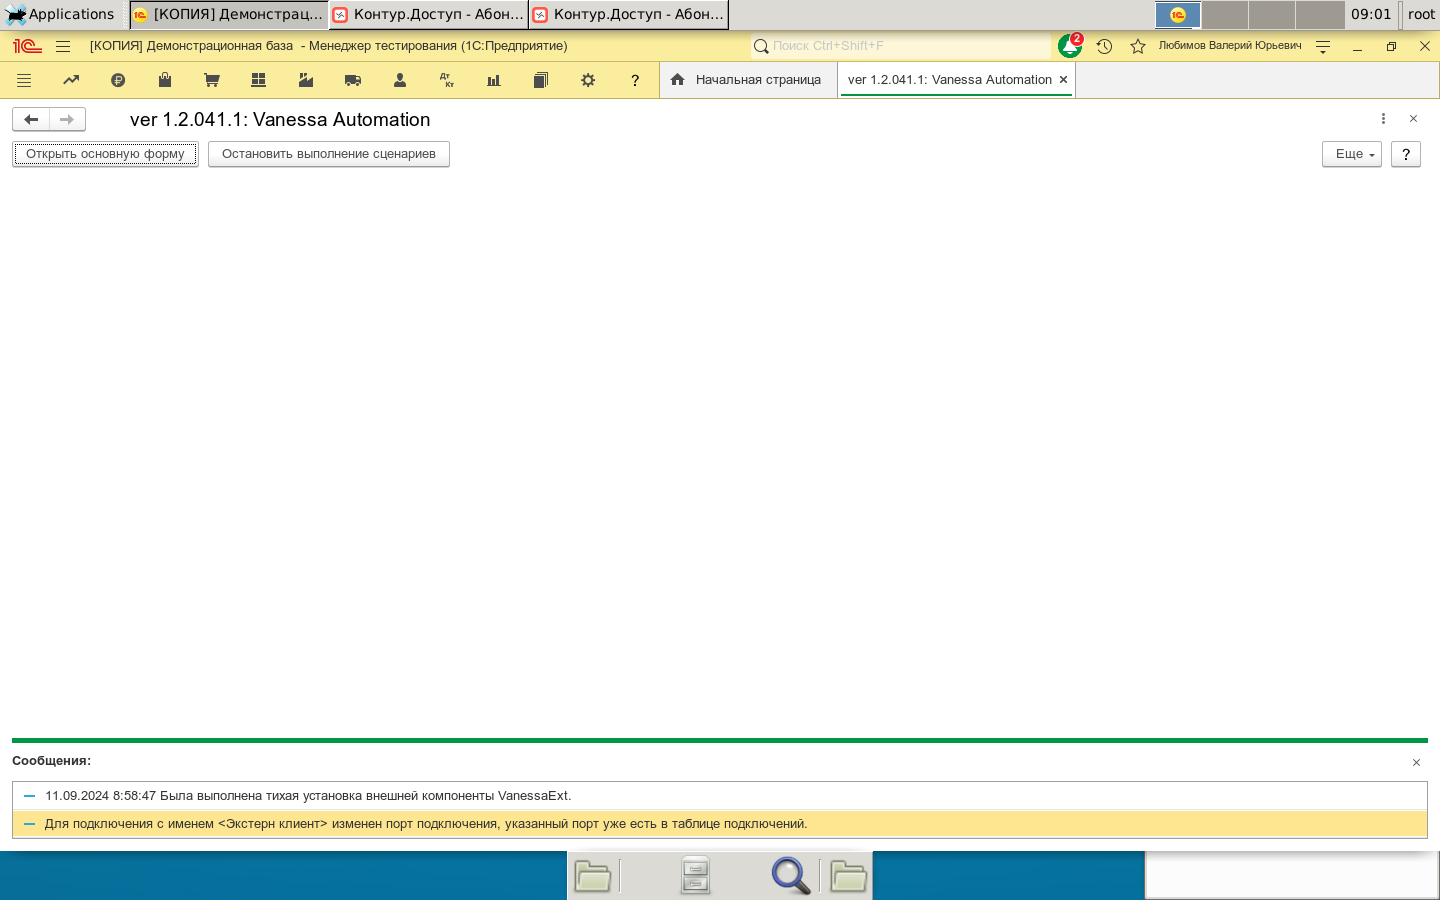 Applications
[КОПИЯ] Демонстрац...
Контур.Доступ - Абон...
Контур.Доступ - Абон...
09:01
root
[КОПИЯ] Демонстрационная база - Менеджер тестирования (1С:Предприятие)
Поиск Ctrl+Shift+F
2
Любимов Валерий Юрьевич
Дт Кт
?
Начальная страница
ver 1.2.041.1: Vanessa Automation
ver 1.2.041.1: Vanessa Automation
Открыть основную форму
Остановить выполнение сценариев
Еще
?
Сообщения:
11.09.2024 8:58:47 Была выполнена тихая установка внешней компоненты VanessaExt.
Для подключения с именем <Экстерн клиент> изменен порт подключения, указанный порт уже есть в таблице подключений.